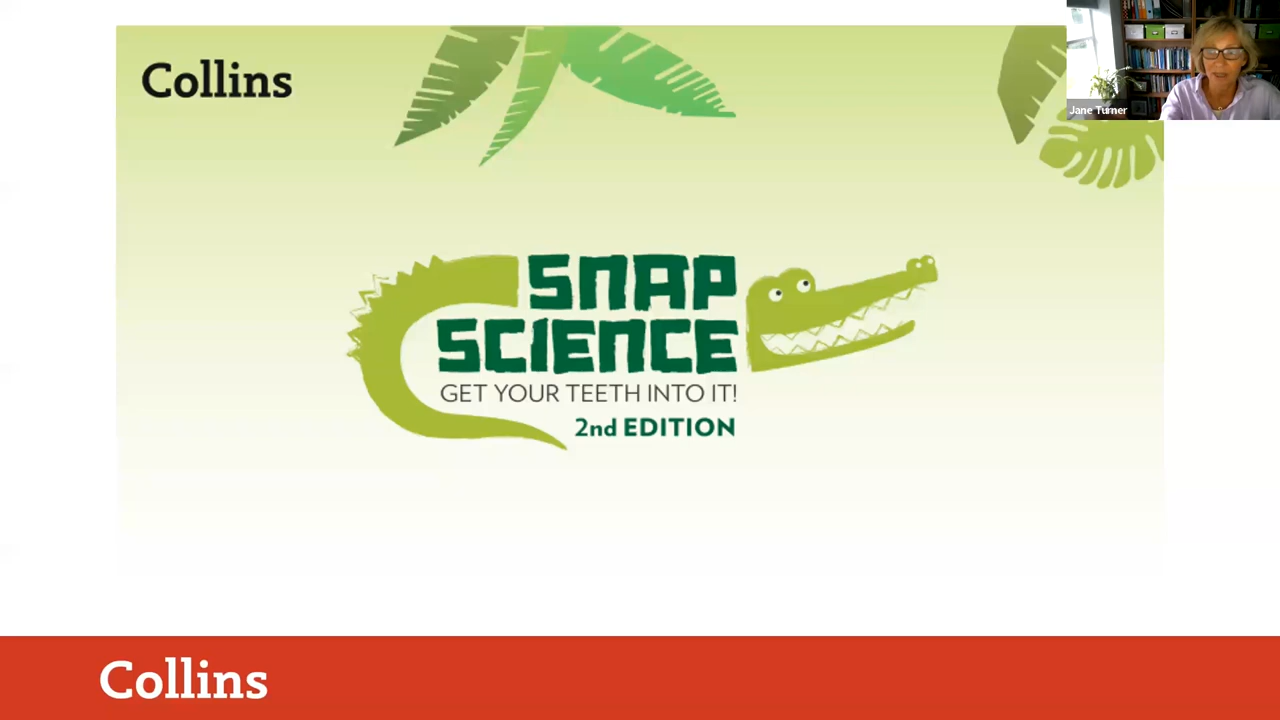 Collins
Jane Turner
SNAP
SCIENCE
GET YOUR TEETH INTO IT!
2nd EDITION
Collins